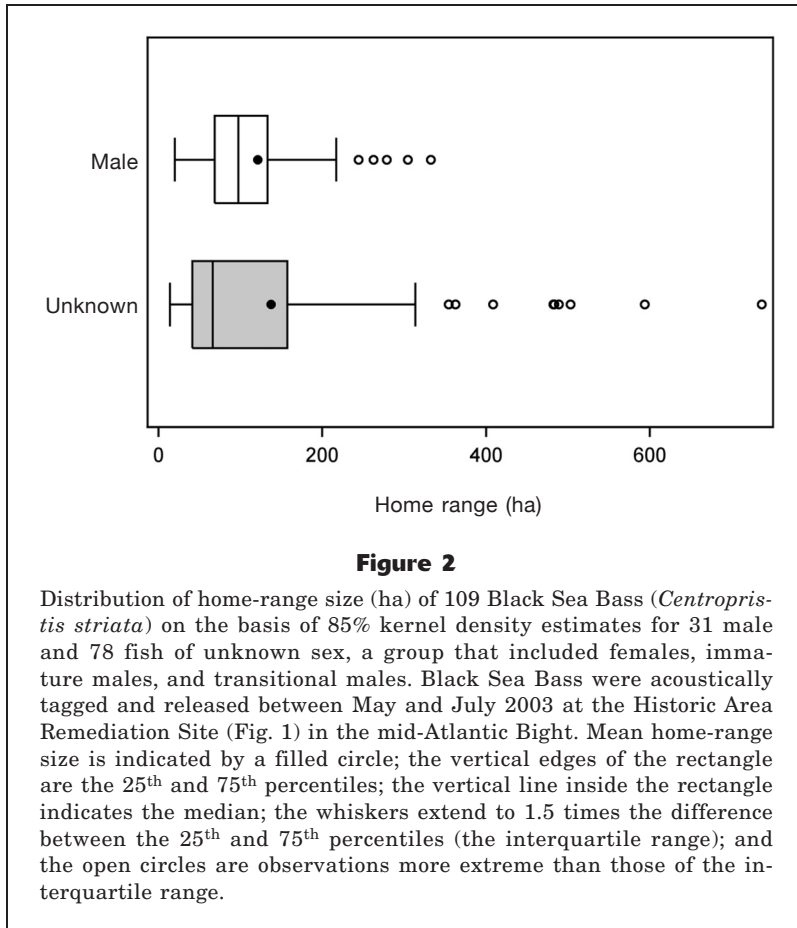 Male
Unknown
0 200 400 600
Home range (ha)
Figure 2
Distribution of home-range size (ha) of 109 Black Sea Bass (Centropris-
tis striata) on the basis of 85% kernel density estimates for 31 male
and 78 fish of unknown sex, a group that included females, imma-
ture males, and transitional males. Black Sea Bass were acoustically
tagged and released between May and July 2003 at the Historic Area
Remediation Site (Fig. 1) in the mid-Atlantic Bight. Mean home-range
size is indicated by a filled circle; the vertical edges of the rectangle
are the 25th and 75th percentiles; the vertical line inside the rectangle
indicates the median; the whiskers extend to 1.5 times the difference
between the 25th and 75th percentiles (the interquartile range); and
the open circles are observations more extreme than those of the in-
terquartile range.